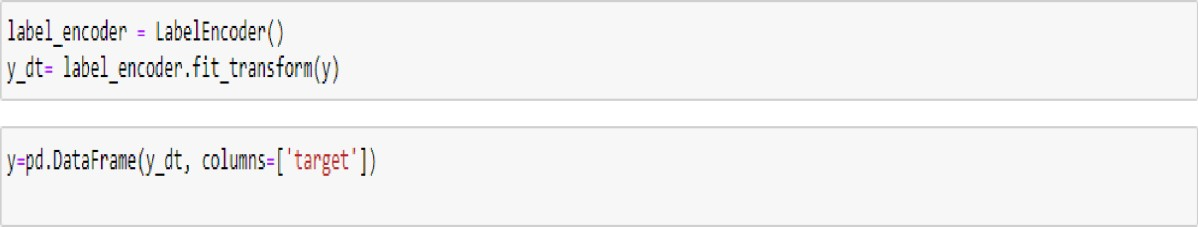 label_encoder = LabelEncoder()
y_dt= label_encoder.fit_transform(y)
y=pd.DataFrame(y_dt, columns=['target'])